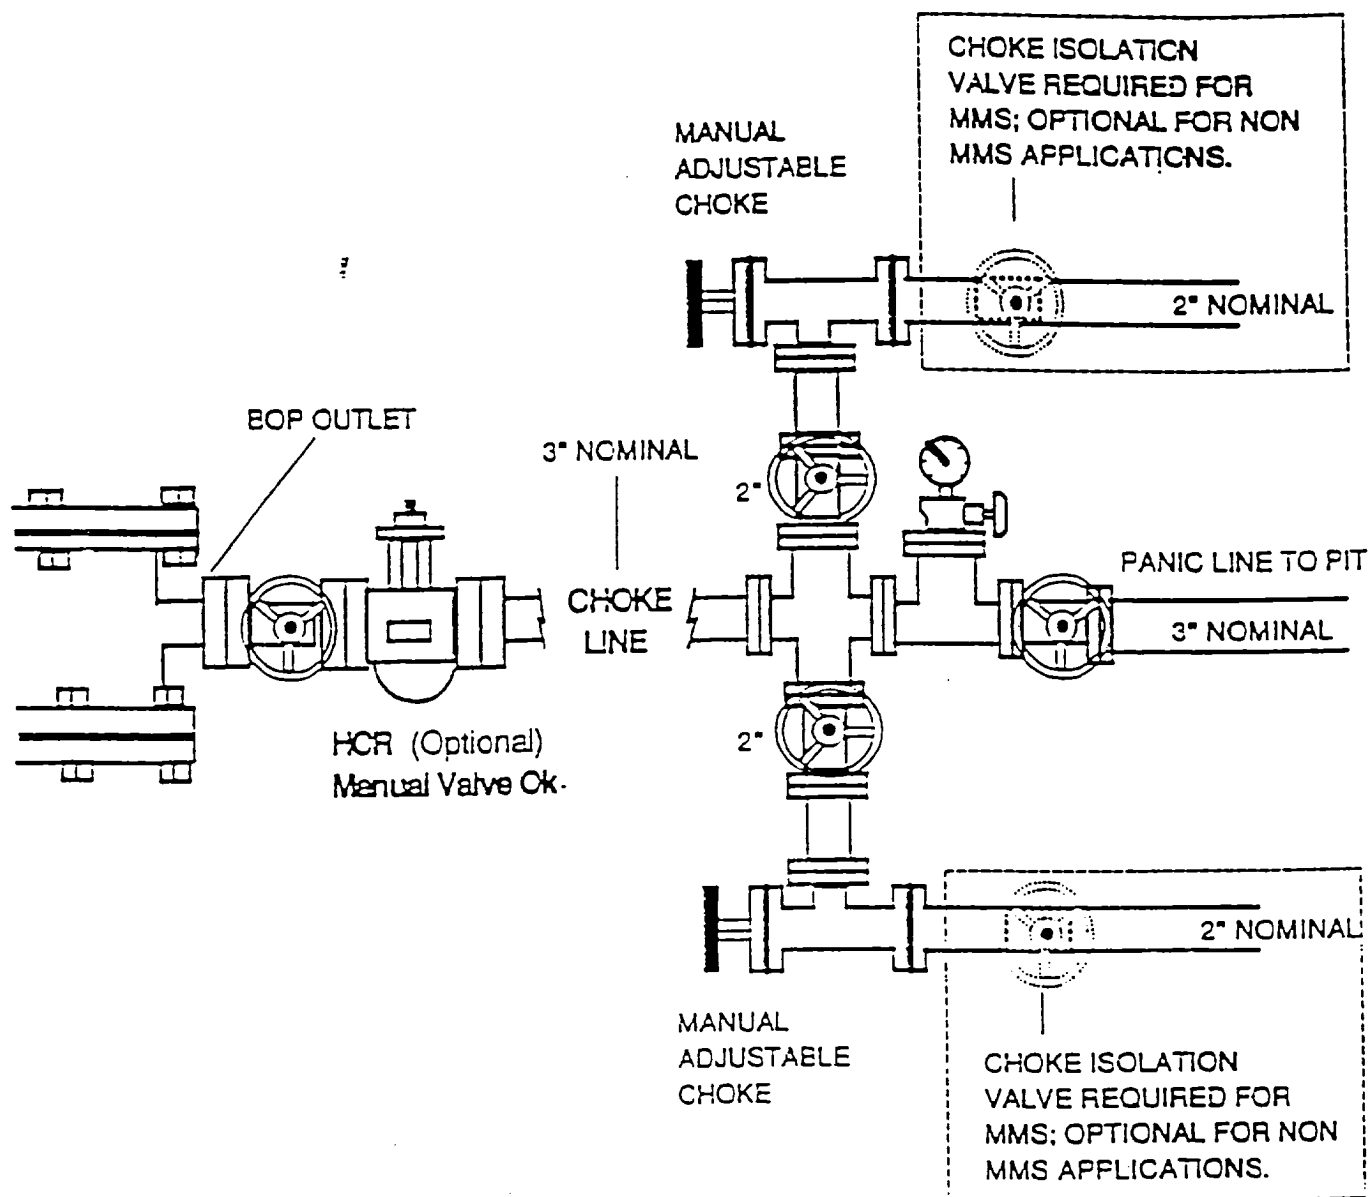 CHOKE ISOLATION
VALVE REQUIRED FOR
MMS; OPTIONAL FOR NON
MMS APPLICATIONS.
MANUAL
ADJUSTABLE
CHOKE
2" NOMINAL
BOP OUTLET
3" NOMINAL
2"
PANIC LINE TO PIT
CHOKE
LINE
3" NOMINAL
HCR (Optional)
Manual Valve Ok.
2"
2" NOMINAL
MANUAL
ADJUSTABLE
CHOKE
CHOKE ISOLATION
VALVE REQUIRED FOR
MMS; OPTIONAL FOR NON
MMS APPLICATIONS.